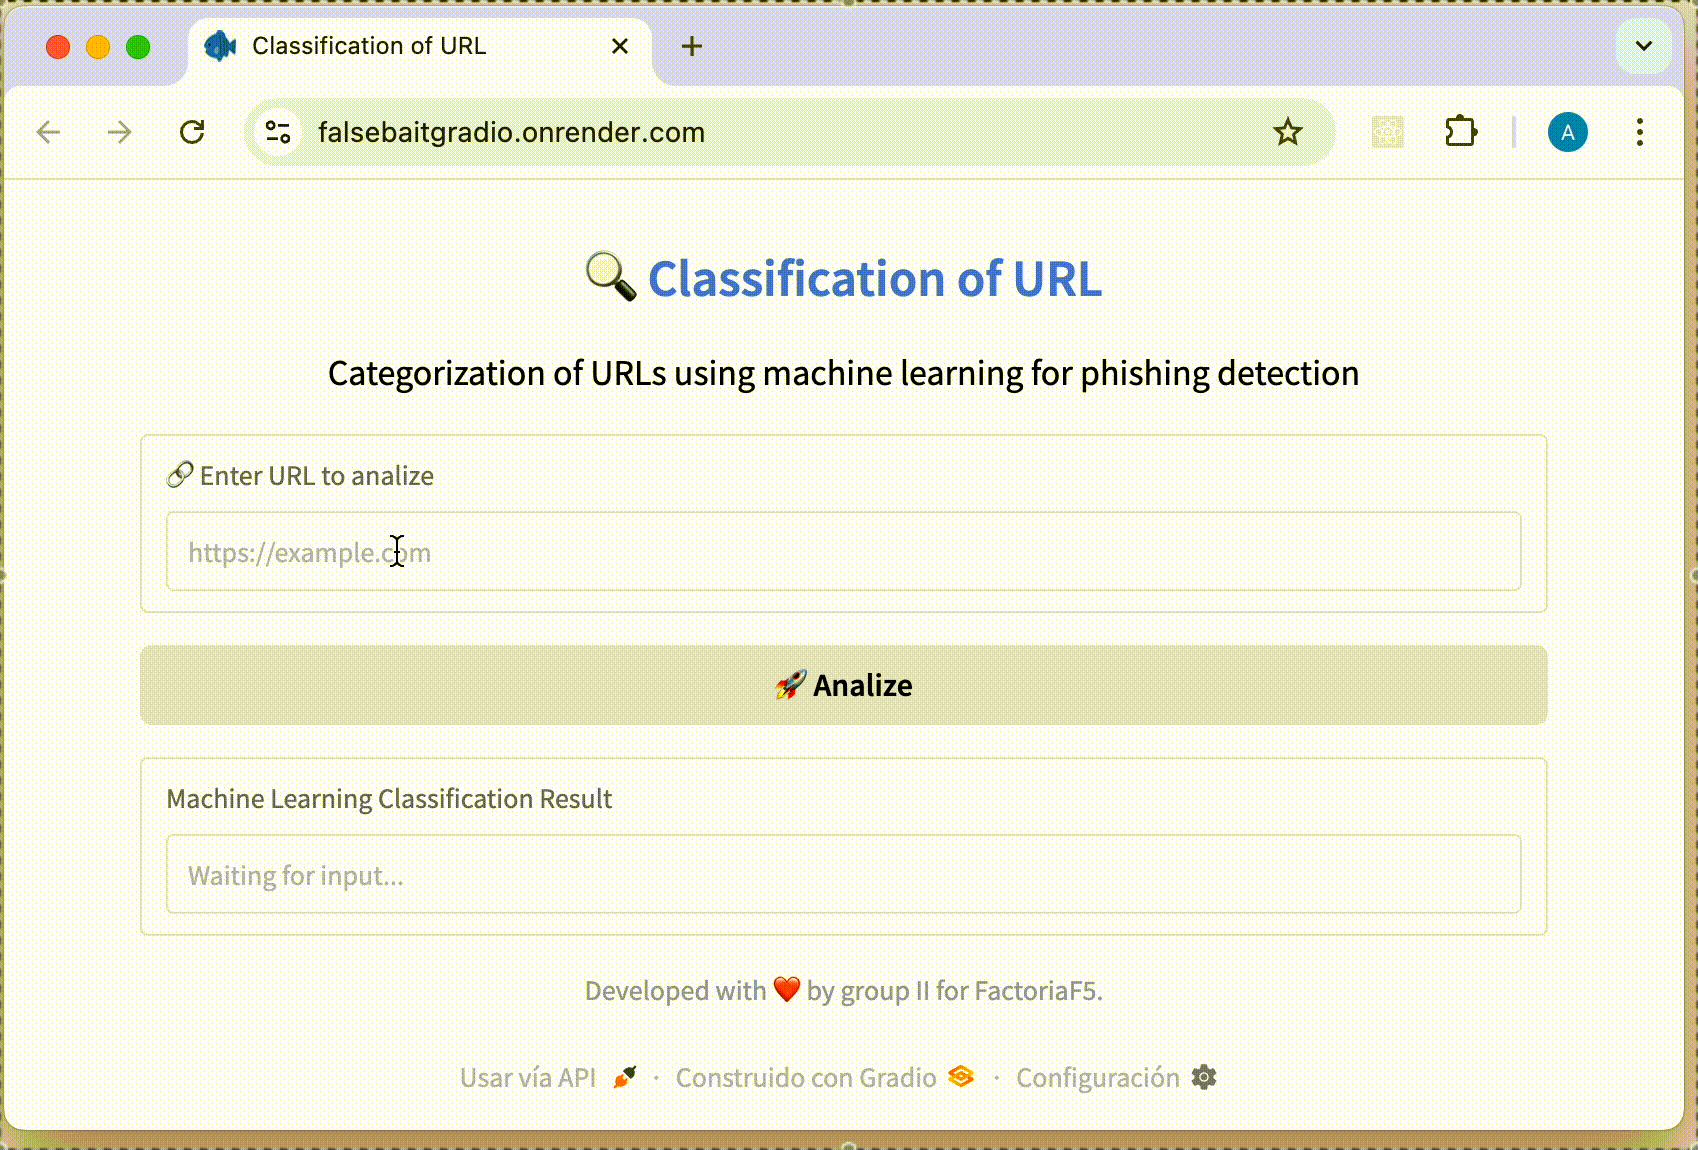 Classification of URL
falsebaitgradio.onrender.com
A
🔍 Classification of URL
Categorization of URLs using machine learning for phishing detection
🔗 Enter URL to analize
https://example.com
🚀 Analize
Machine Learning Classification Result
Waiting for input...
Developed with ❤️ by group II for FactoriaF5.
Usar vía API · Construido con Gradio · Configuración